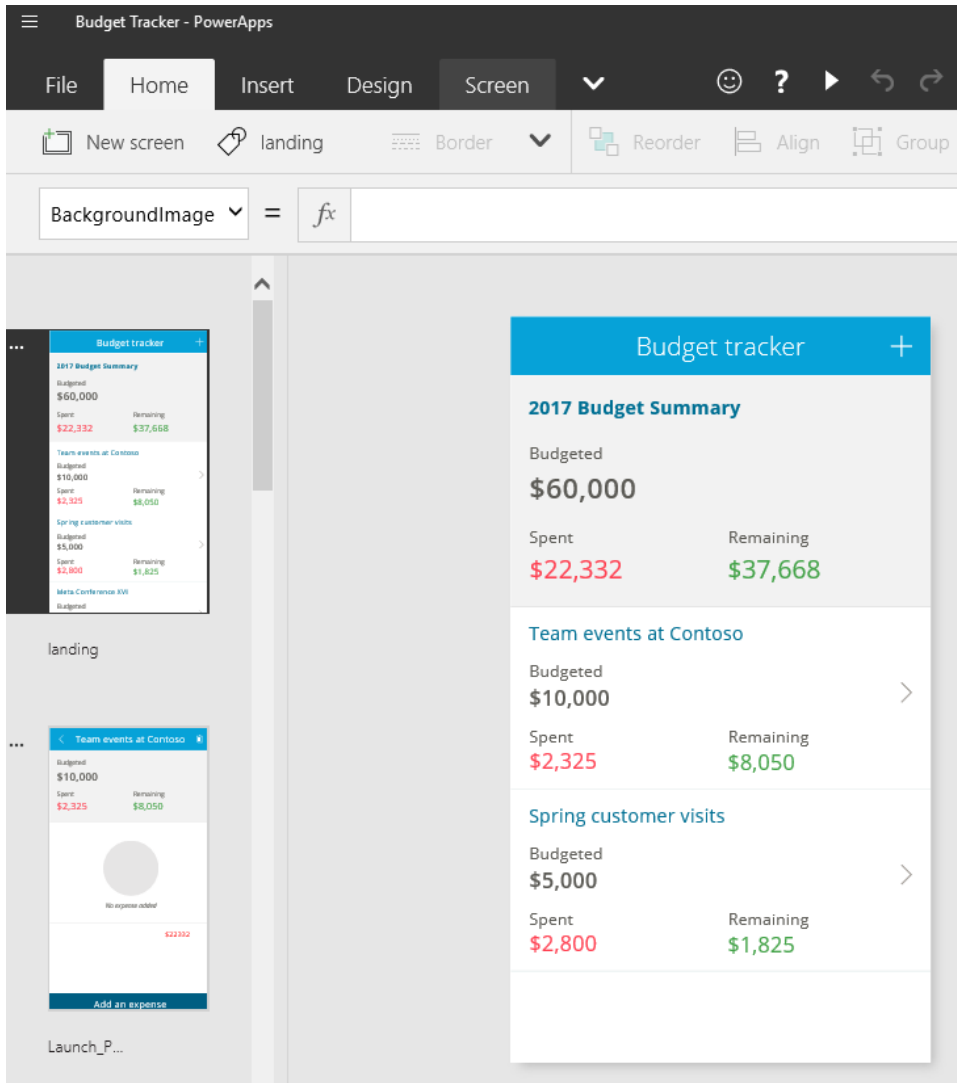 Budget Tracker - PowerApps
File Home Insert Design Screen ?
New screen landing Border Reorder Align Group
BackgroundImage = fx
Budget tracker +
2017 Budget Summary
Budgeted
$60,000
Spent Remaining
$22,332 $37,668
Team events at Contoso
Budgeted
$10,000
Spent Remaining
$2,325 $8,050
Spring customer visits
Budgeted
$5,000
Spent Remaining
$2,800 $1,825
Meta Conference XVI
Budgeted
landing
Team events at Contoso
Budgeted
$10,000
Spent Remaining
$2,325 $8,050
No expense added
$22332
Add an expense
Launch_P...
Budget tracker +
2017 Budget Summary
Budgeted
$60,000
Spent Remaining
$22,332 $37,668
Team events at Contoso
Budgeted
$10,000
Spent Remaining
$2,325 $8,050
Spring customer visits
Budgeted
$5,000
Spent Remaining
$2,800 $1,825